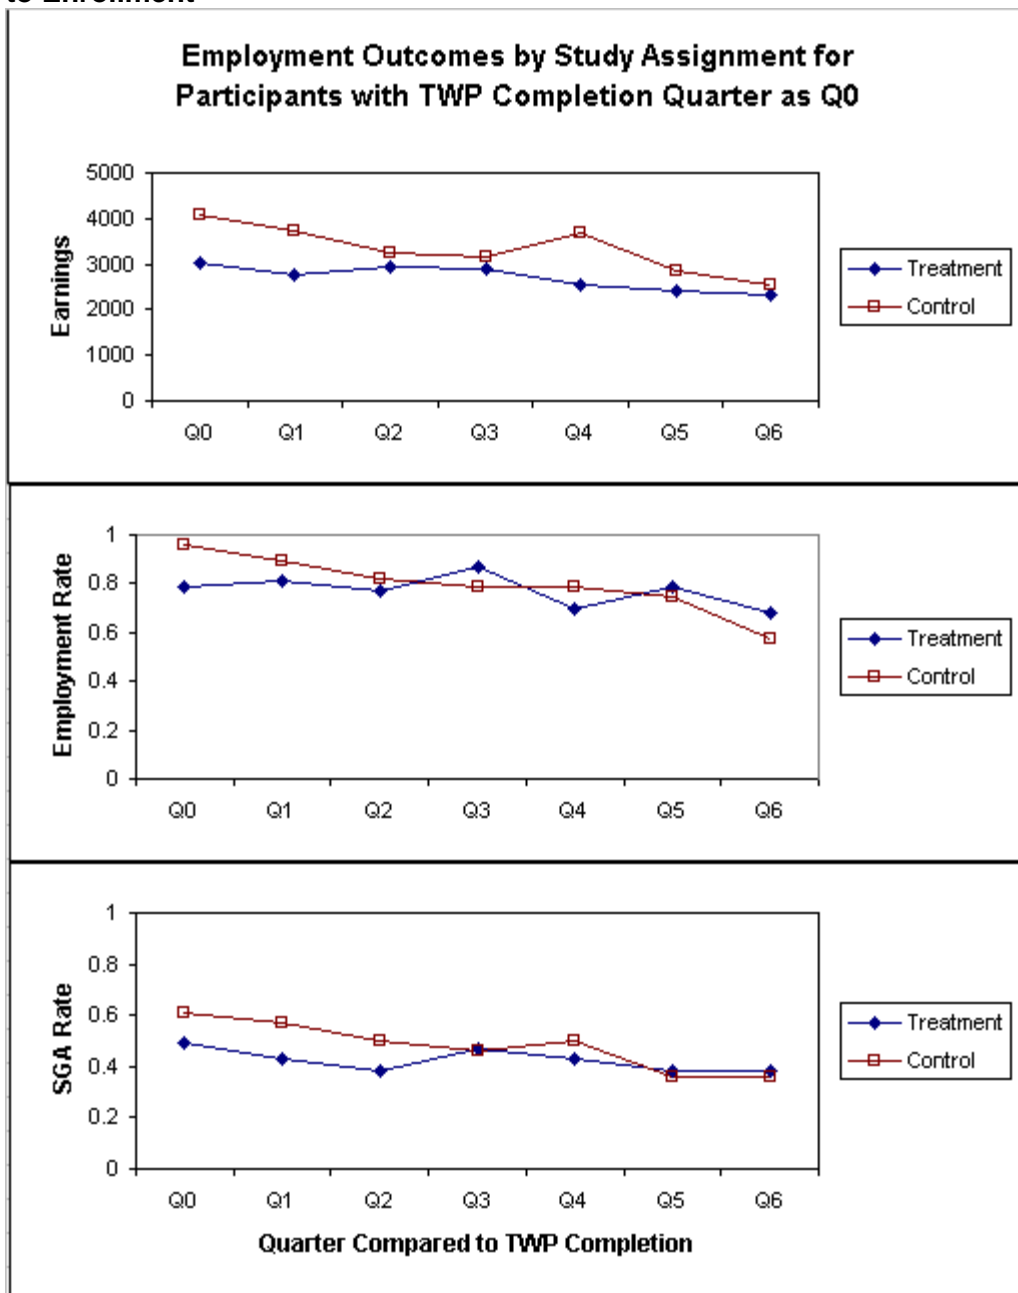 to Enrollment
Employment Outcomes by Study Assignment for
Participants with TWP Completion Quarter as Q0
Earnings
5000
4000
3000
2000
1000
0
Q0 Q1 Q2 Q3 Q4 Q5 Q6
Treatment
Control
Employment Rate
1
0.8
0.6
0.4
0.2
0
Q0 Q1 Q2 Q3 Q4 Q5 Q6
Treatment
Control
SGA Rate
1
0.8
0.6
0.4
0.2
0
Q0 Q1 Q2 Q3 Q4 Q5 Q6
Treatment
Control
Quarter Compared to TWP Completion